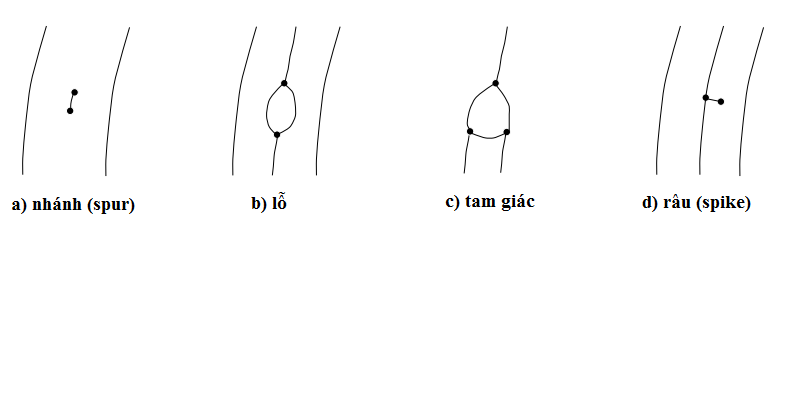 a) nhánh (spur)
b) lỗ
c) tam giác
d) râu (spike)